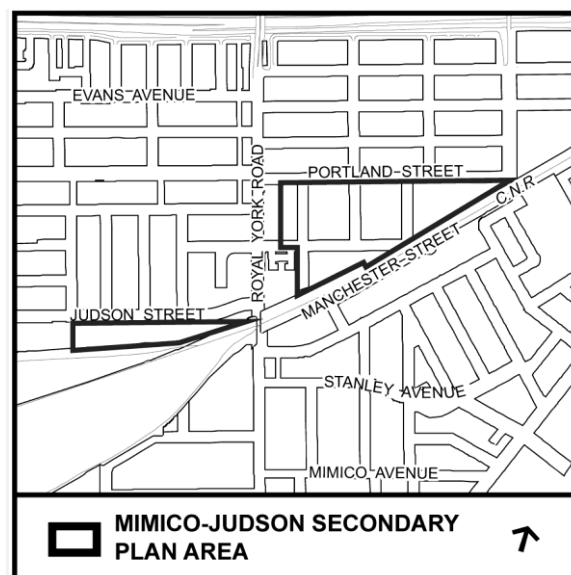 EVANS AVENUE
PORTLAND STREET
ROYAL YORK ROAD
C.N.R
MANCHESTER STREET
JUDSON STREET
STANLEY AVENUE
MIMICO AVENUE
MIMICO-JUDSON SECONDARY
PLAN AREA